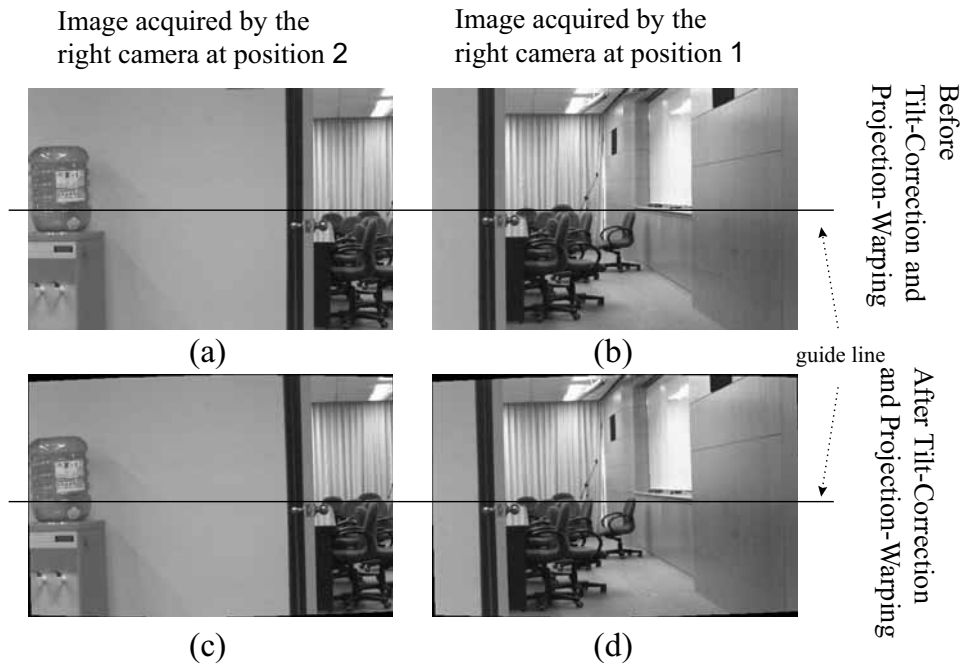 Image acquired by the
right camera at position 2
Image acquired by the
right camera at position 1
Before
Tilt-Correction and
Projection-Warping
(a)
(b)
guide line
After Tilt-Correction
and Projection-Warping
(c)
(d)